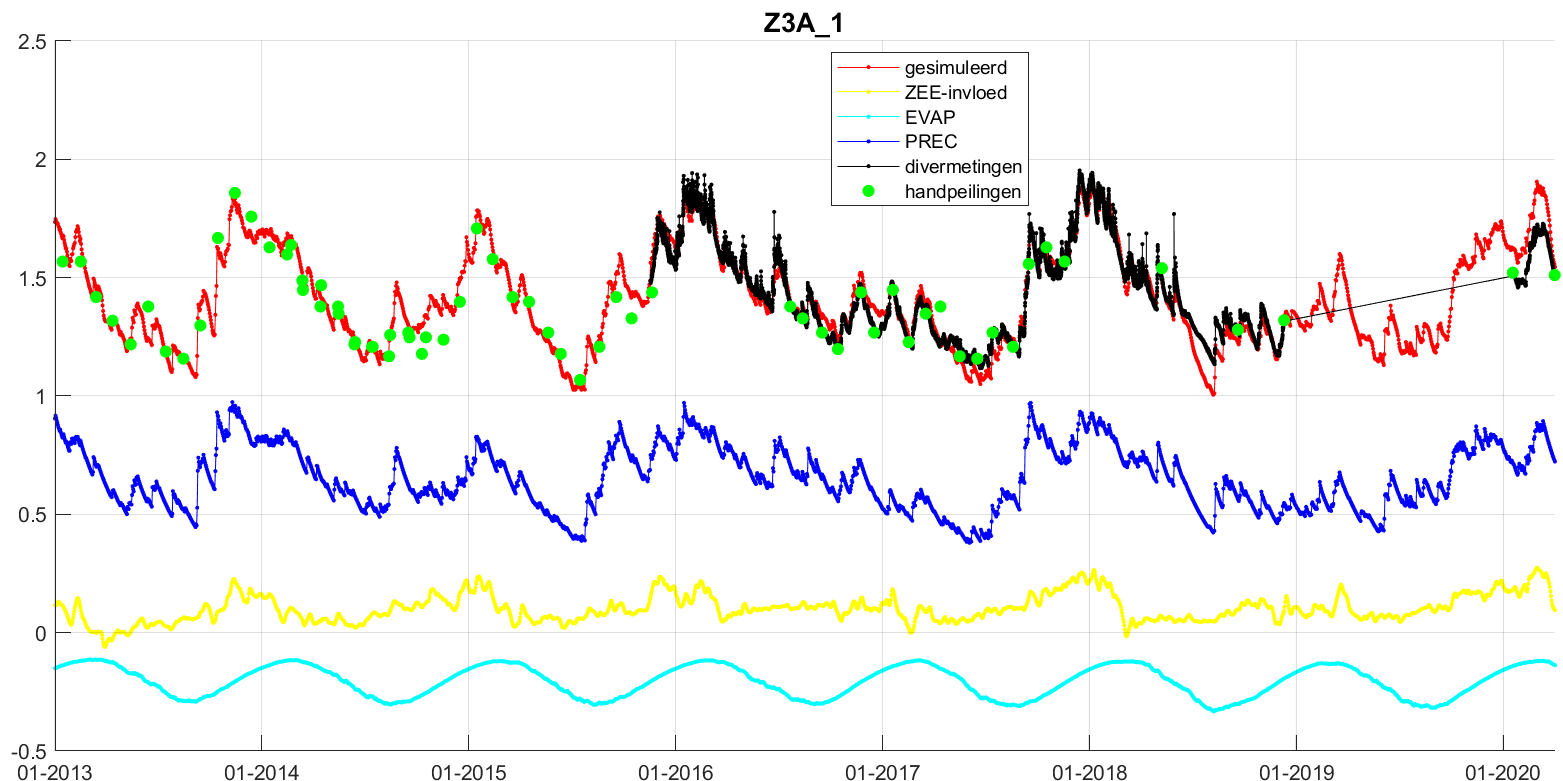 Z3A_1
2.5
2
1.5
1
0.5
0
-0.5
gesimuleerd
ZEE-invloed
EVAP
PREC
divermetingen
handpeilingen
01-2013
01-2014
01-2015
01-2016
01-2017
01-2018
01-2019
01-2020